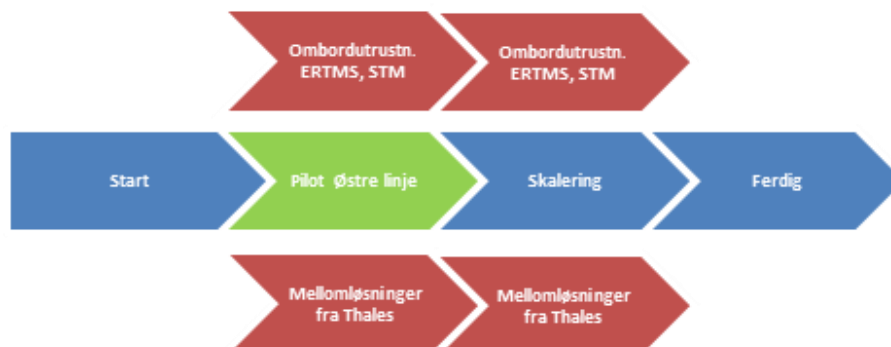 Ombordutrustn.
ERTMS, STM
Ombordutrustn.
ERTMS, STM
Start
Pilot Østre linje
Skalering
Ferdig
Mellomløsninger
fra Thales
Mellomløsninger
fra Thales